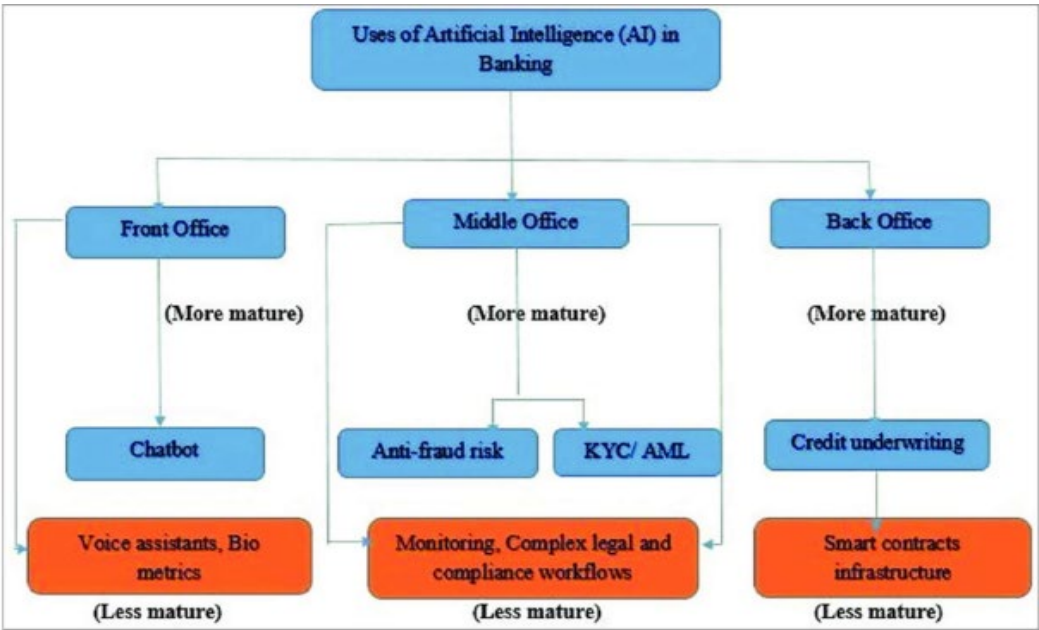 Uses of Artificial Intelligence (AI) in
Banking
Front Office
Middle Office
Back Office
(More mature)
(More mature)
(More mature)
Chatbot
Anti-fraud risk
KYC/ AML
Credit underwriting
Voice assistants, Bio
metrics
Monitoring, Complex legal and
compliance workflows
Smart contracts
infrastructure
(Less mature)
(Less mature)
(Less mature)